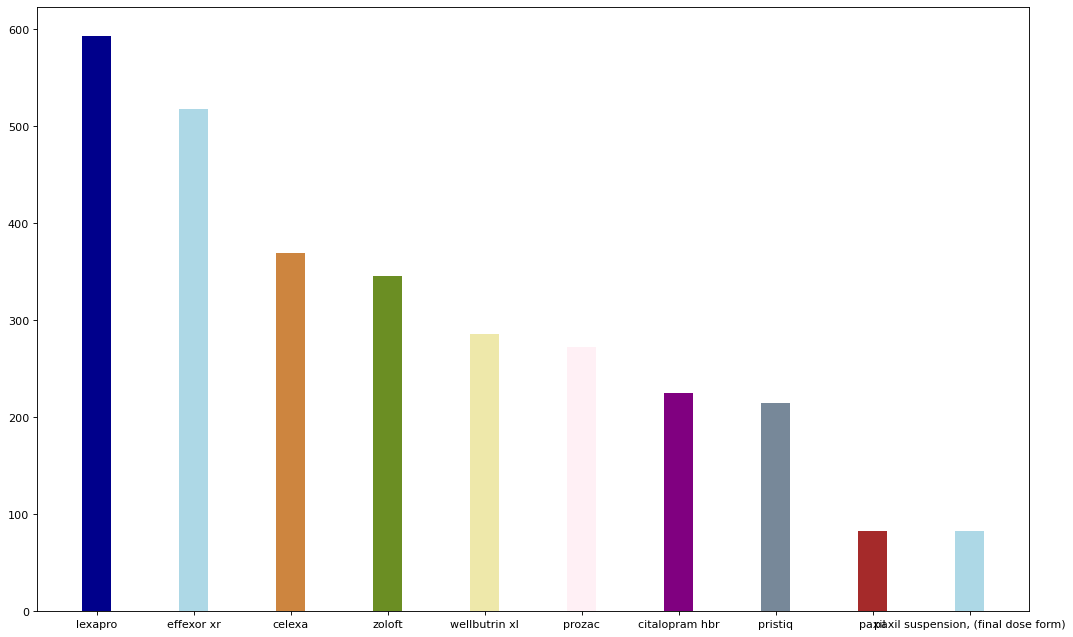 600
500
400
300
200
100
0
lexapro
effexor xr
celexa
zoloft
wellbutrin xl
prozac
citalopram hbr
pristiq
paxil
paxil suspension, (final dose form)